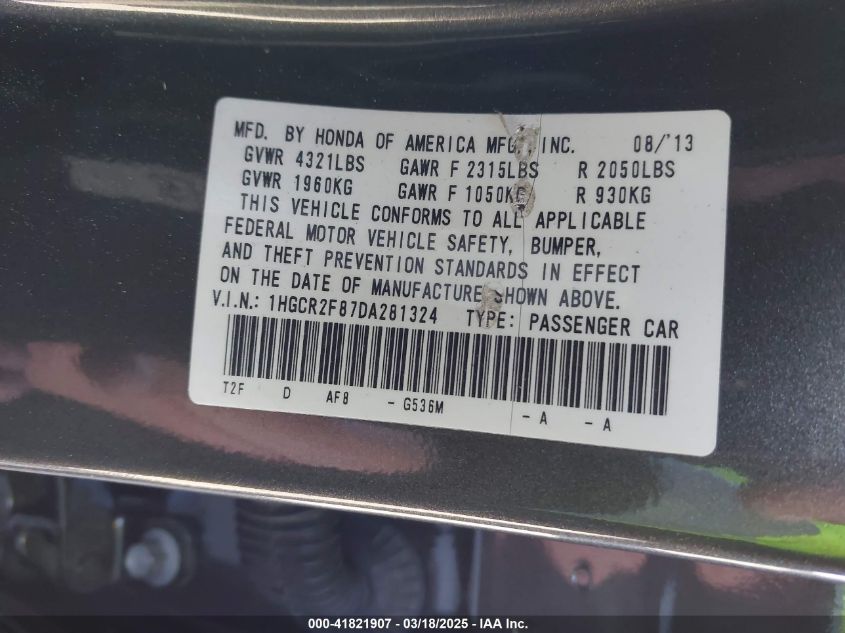 MFD. BY HONDA OF AMERICA MFG., INC. 08/'13
GVWR 4321LBS GAWR F 2315LBS R 2050LBS
GVWR 1960KG GAWR F 1050KG R 930KG
THIS VEHICLE CONFORMS TO ALL APPLICABLE
FEDERAL MOTOR VEHICLE SAFETY, BUMPER,
AND THEFT PREVENTION STANDARDS IN EFFECT
ON THE DATE OF MANUFACTURE SHOWN ABOVE.
V.I.N.: 1HGCR2F87DA281324 TYPE: PASSENGER CAR
T2F D AF8 - G536M - A - A
000-41821907 / 03/18/2025 - IAA Inc.